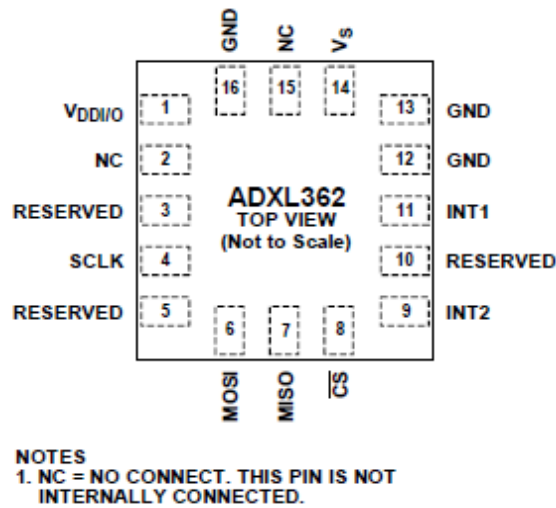 GND
NC
VS
16
15
14
VDDI/O
1
13
GND
NC
2
12
GND
RESERVED
3
ADXL362
TOP VIEW
(Not to Scale)
11
INT1
SCLK
4
10
RESERVED
RESERVED
5
9
INT2
6
7
8
MOSI
MISO
CS
NOTES
1. NC = NO CONNECT. THIS PIN IS NOT
INTERNALLY CONNECTED.